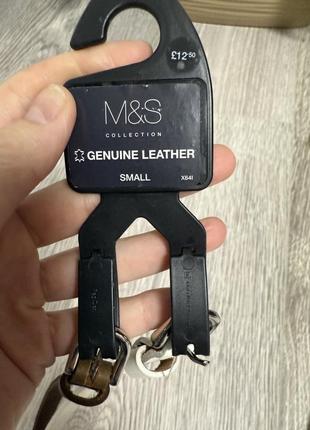 £12.50
M&S
COLLECTION
GENUINE LEATHER
SMALL X64I